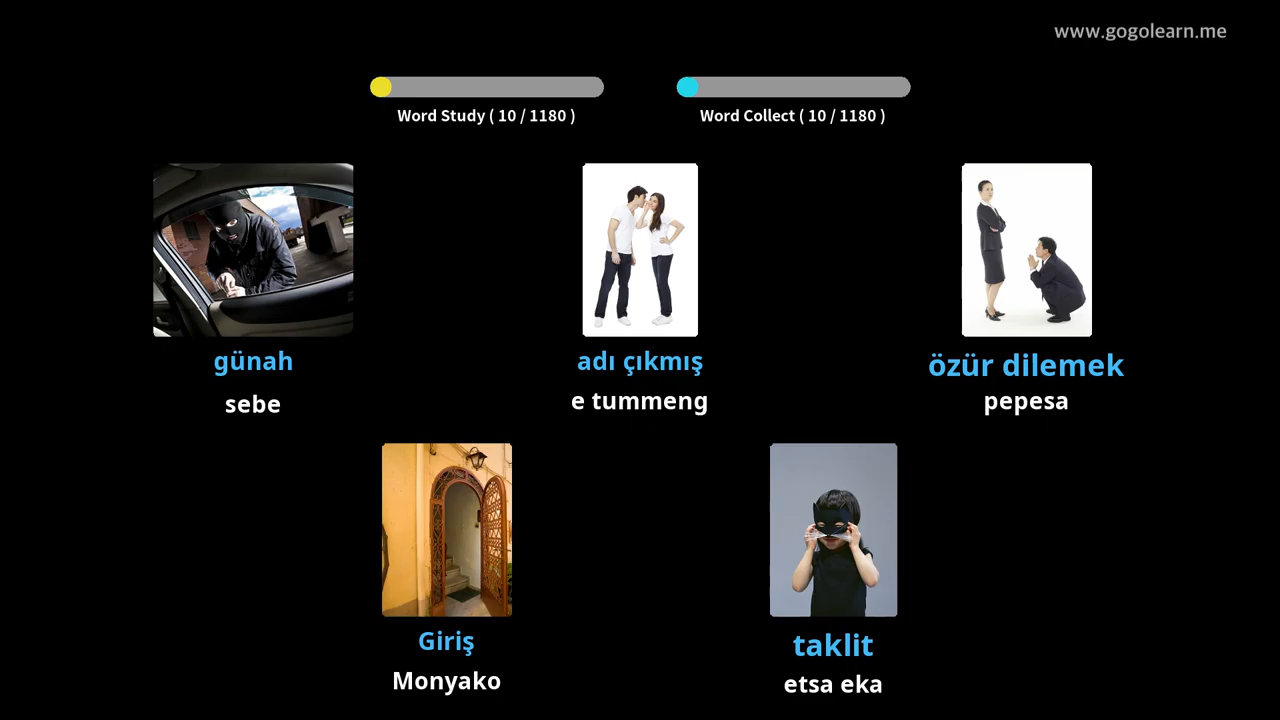 www.gogolearn.me
Word Study ( 10 / 1180 )
Word Collect ( 10 / 1180 )
günah
adı çıkmış
özür dilemek
sebe
e tummeng
pepesa
Giriş
taklit
Monyako
etsa eka